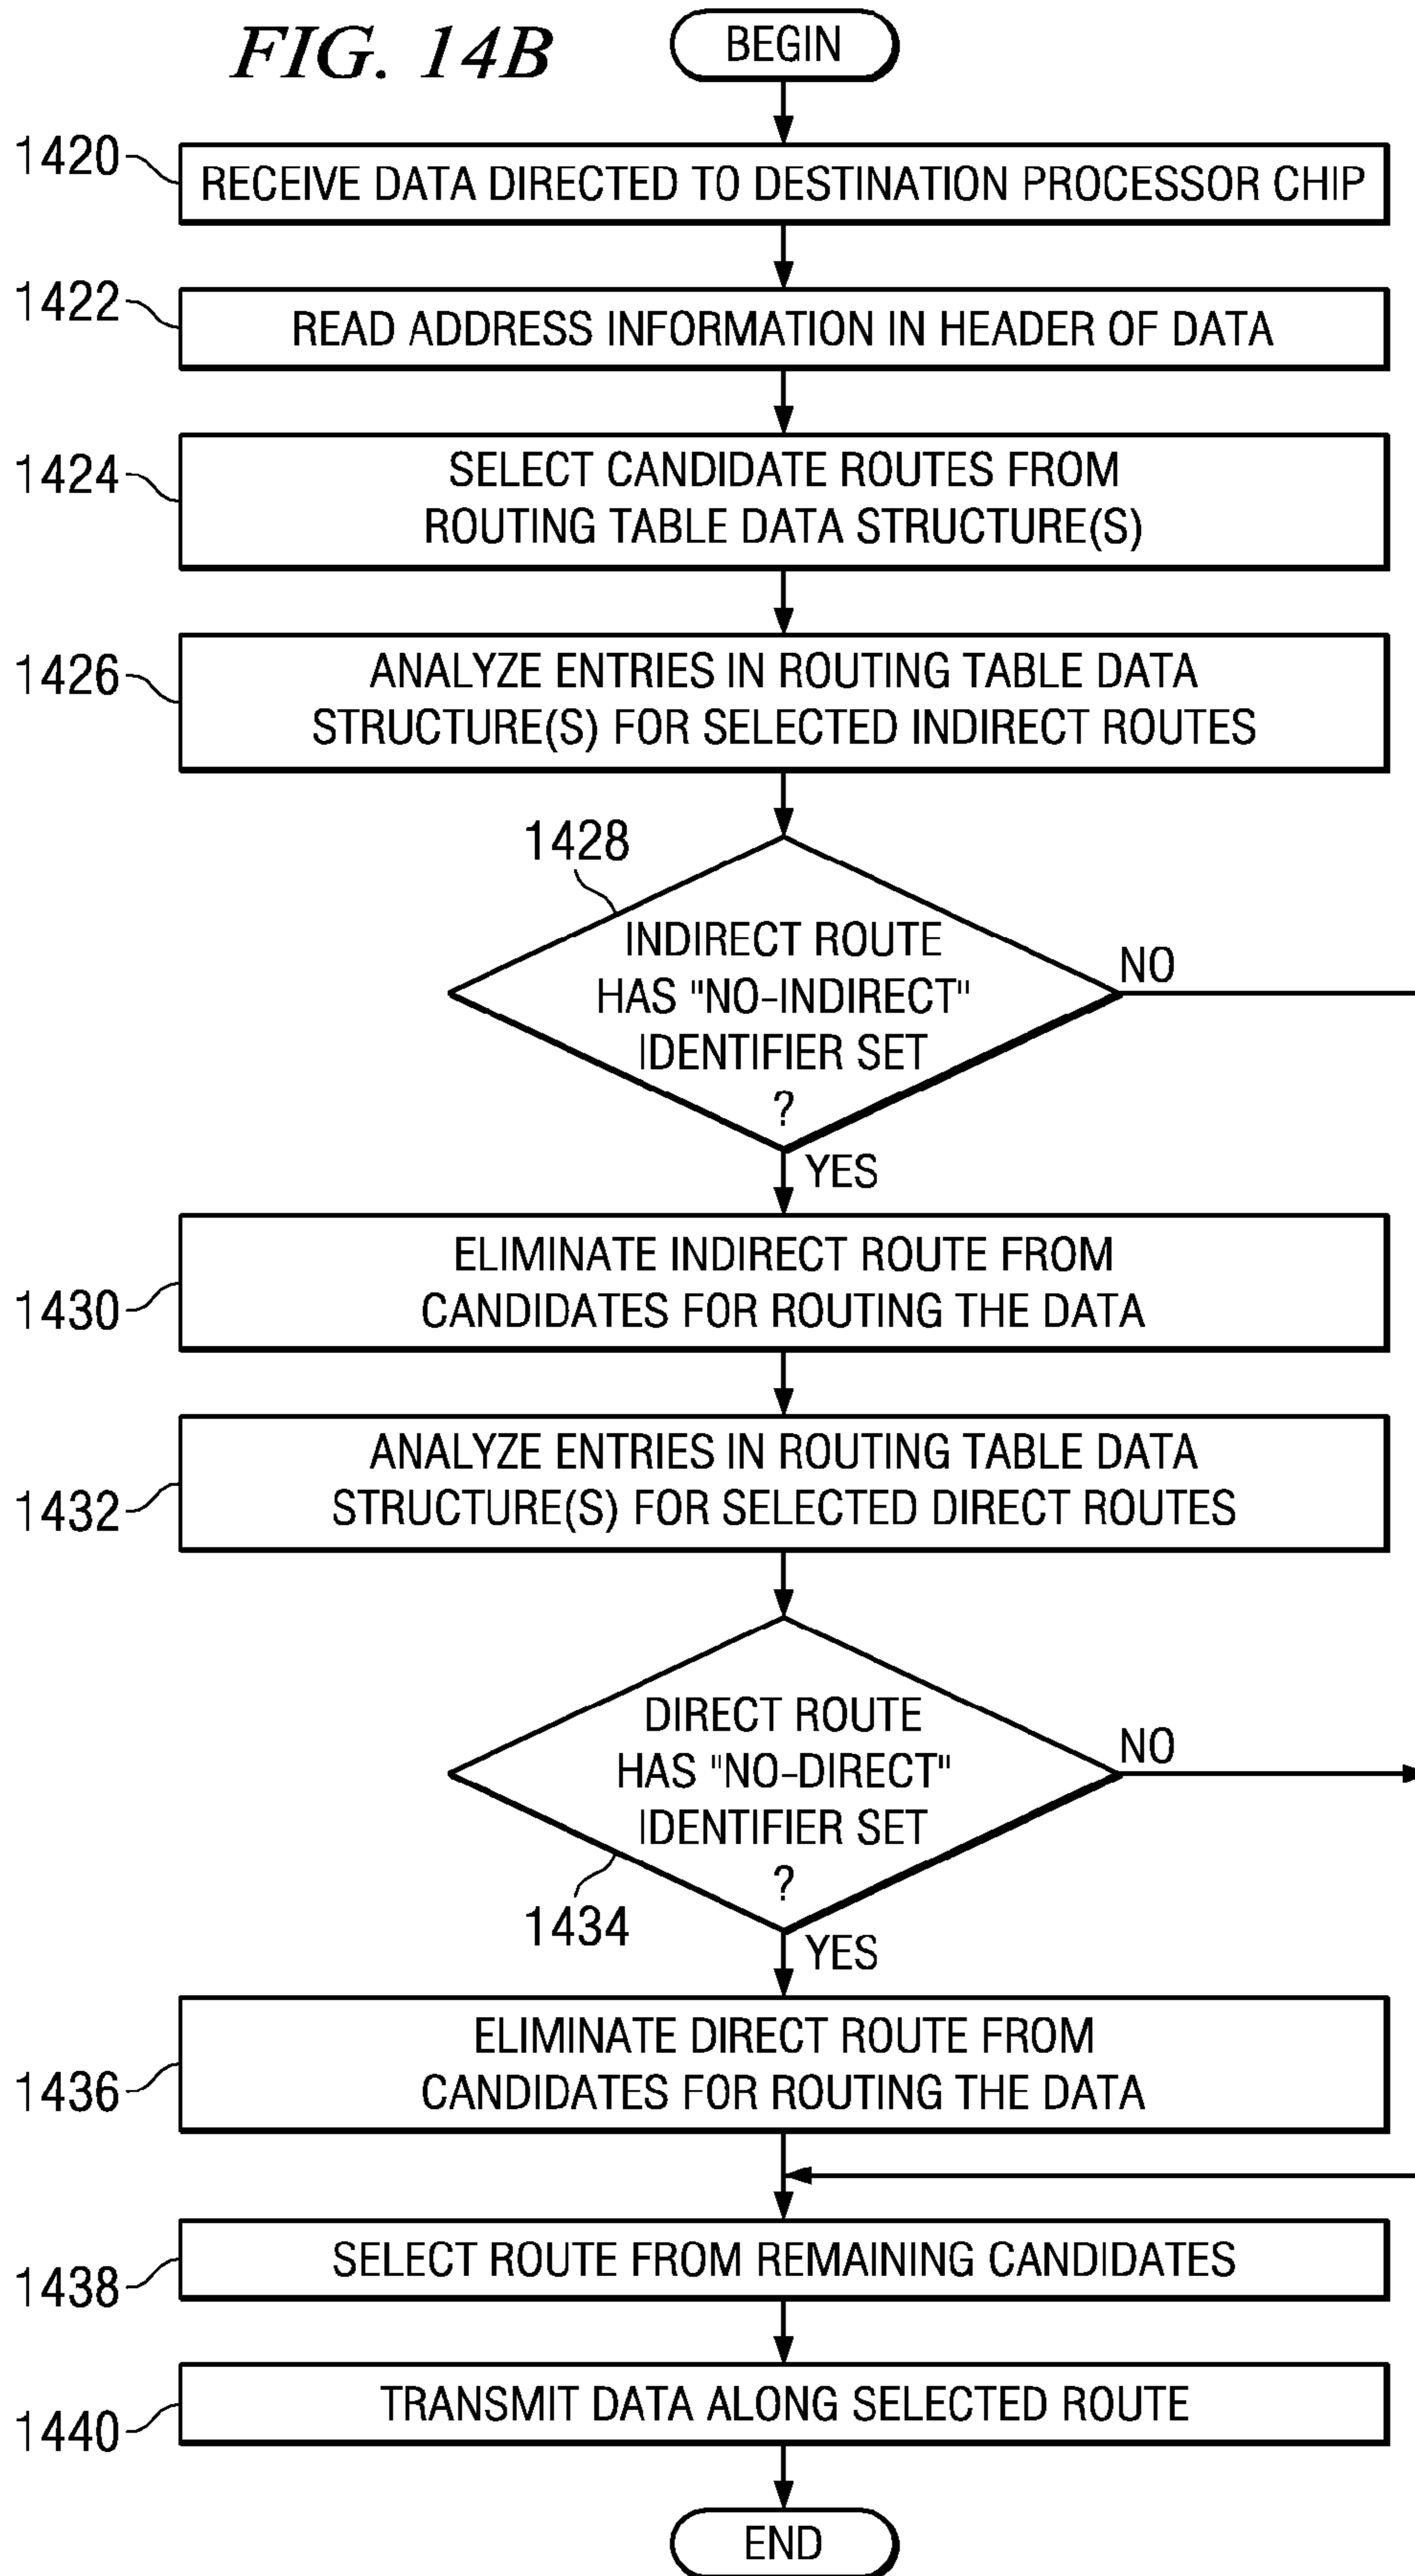 FIG. 14B
BEGIN
1420
RECEIVE DATA DIRECTED TO DESTINATION PROCESSOR CHIP
1422
READ ADDRESS INFORMATION IN HEADER OF DATA
1424
SELECT CANDIDATE ROUTES FROM
ROUTING TABLE DATA STRUCTURE(S)
1426
ANALYZE ENTRIES IN ROUTING TABLE DATA
STRUCTURE(S) FOR SELECTED INDIRECT ROUTES
1428
INDIRECT ROUTE
HAS "NO-INDIRECT"
IDENTIFIER SET
?
NO
YES
1430
ELIMINATE INDIRECT ROUTE FROM
CANDIDATES FOR ROUTING THE DATA
1432
ANALYZE ENTRIES IN ROUTING TABLE DATA
STRUCTURE(S) FOR SELECTED DIRECT ROUTES
DIRECT ROUTE
HAS "NO-DIRECT"
IDENTIFIER SET
?
NO
1434
YES
1436
ELIMINATE DIRECT ROUTE FROM
CANDIDATES FOR ROUTING THE DATA
1438
SELECT ROUTE FROM REMAINING CANDIDATES
1440
TRANSMIT DATA ALONG SELECTED ROUTE
END